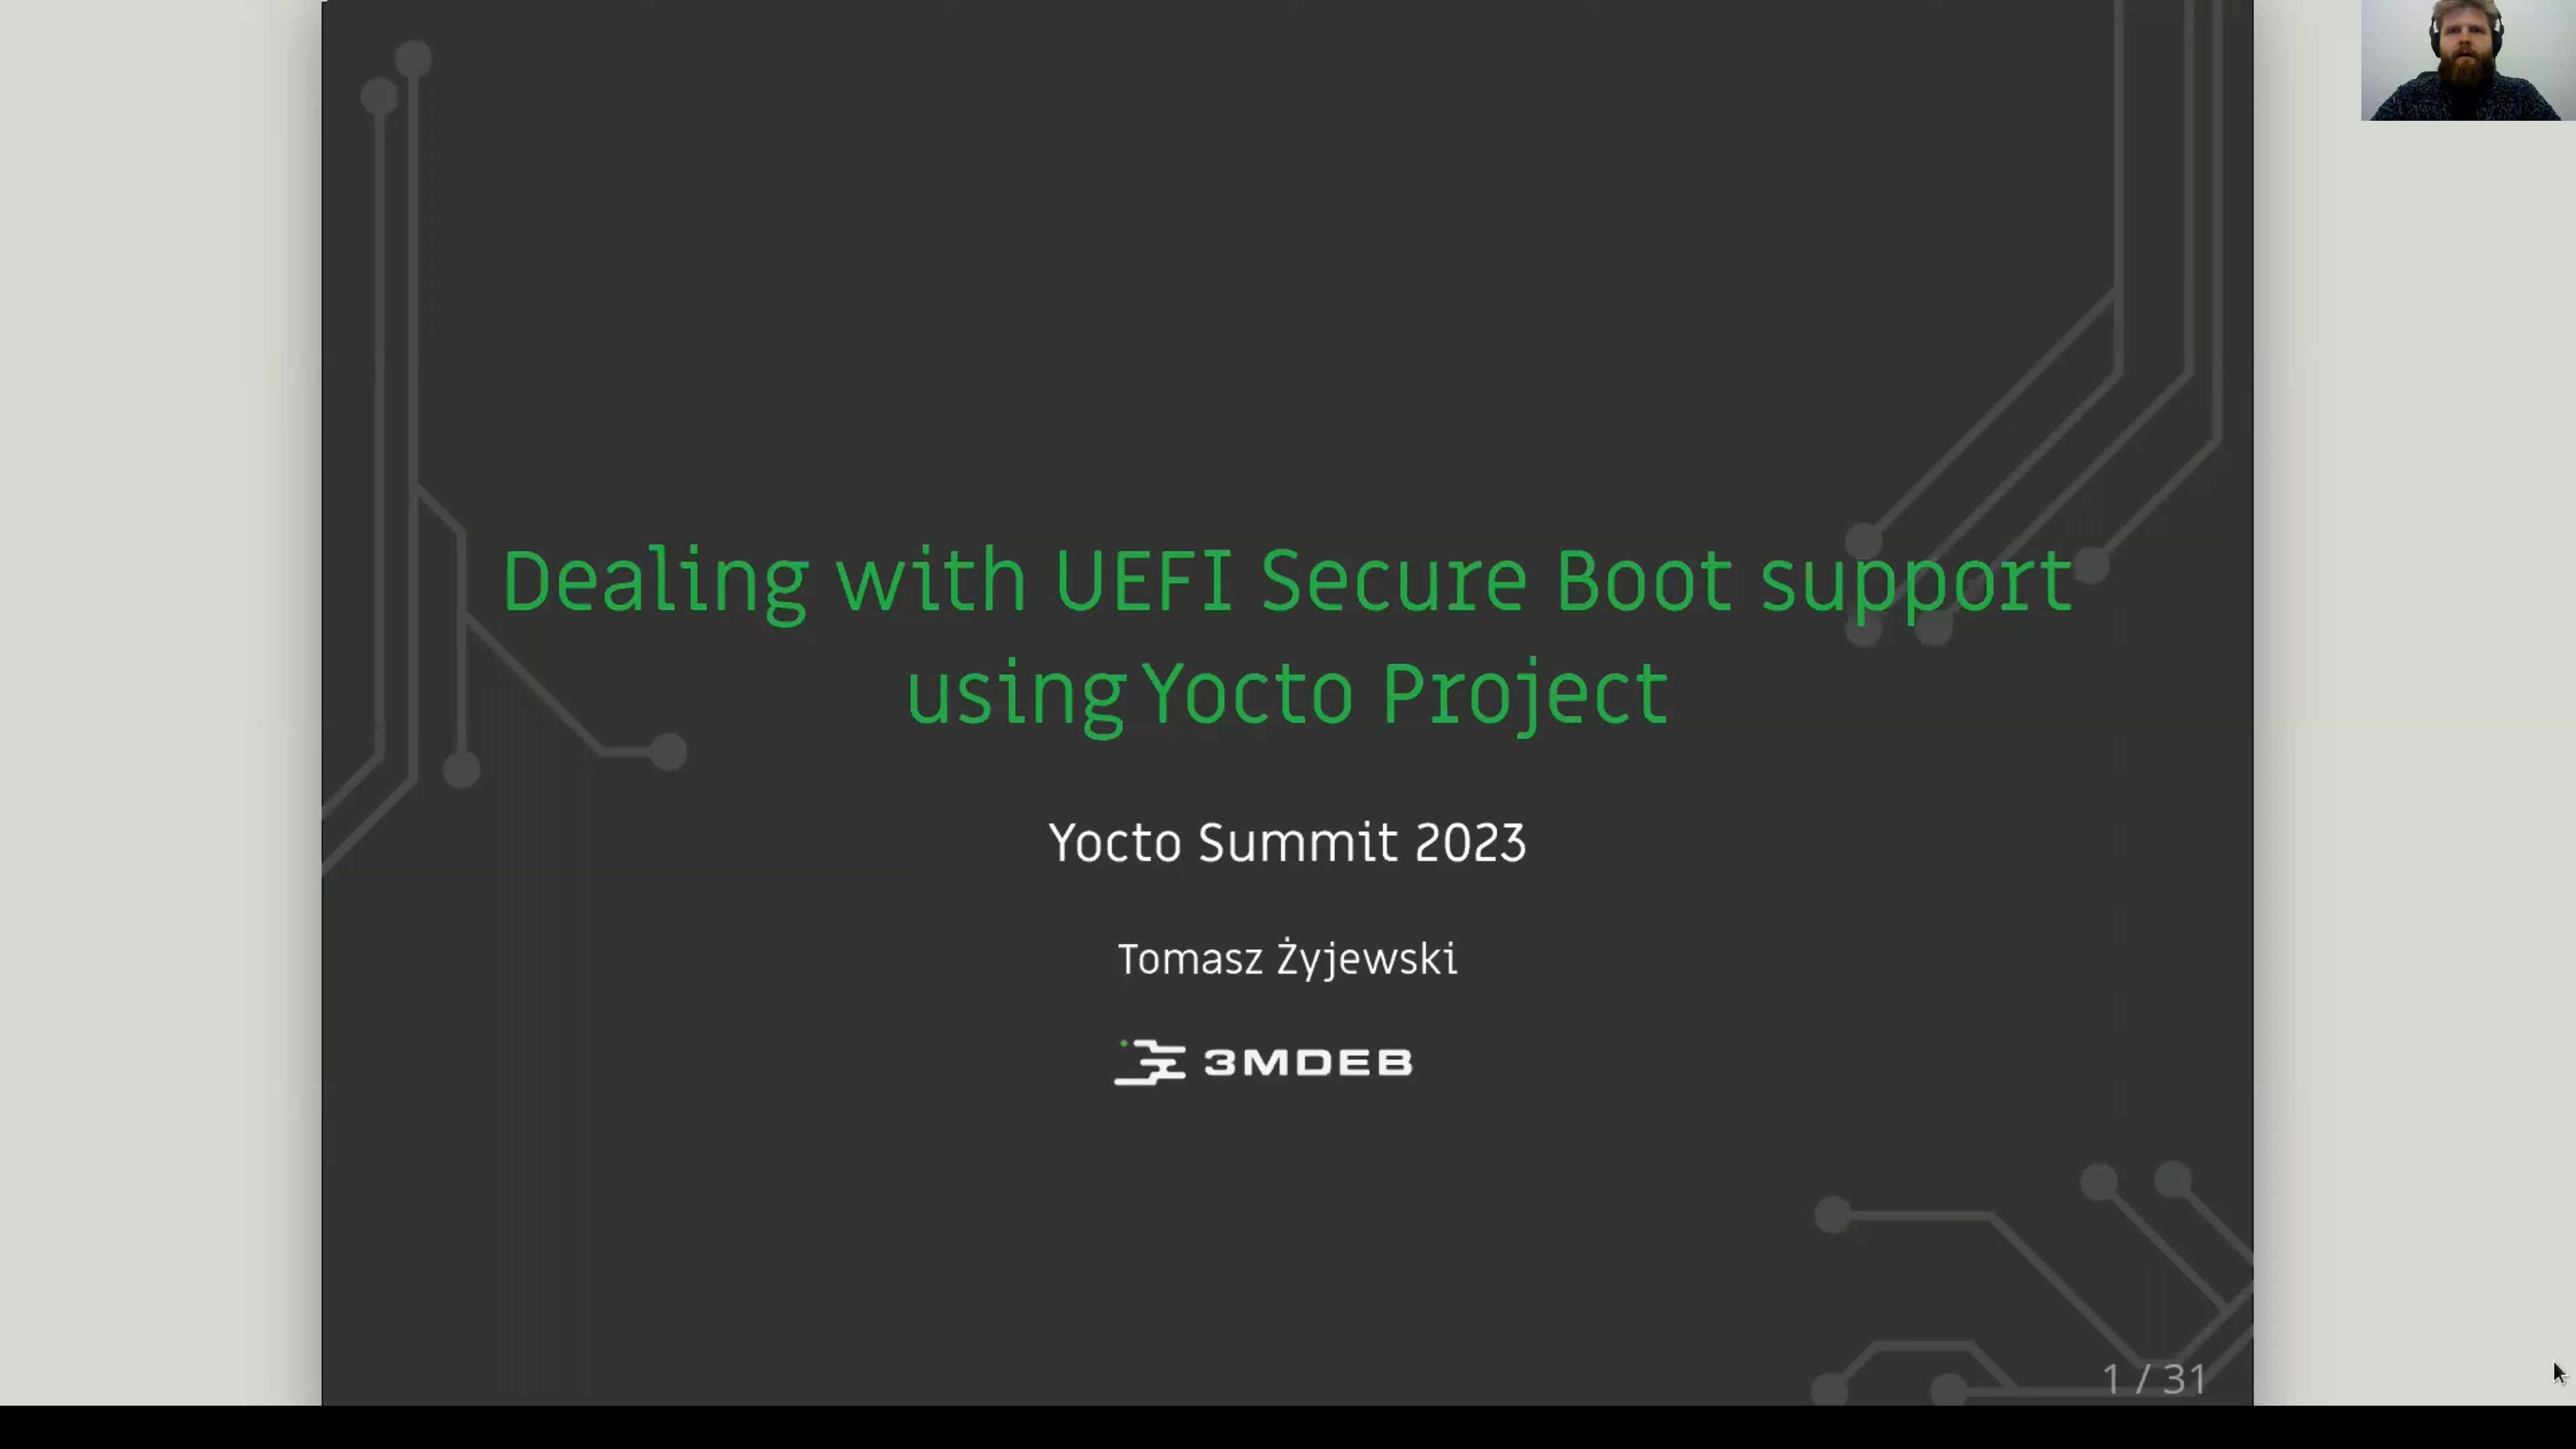 Dealing with UEFI Secure Boot support
using Yocto Project
Yocto Summit 2023
Tomasz Żyjewski
3MDEB
1 / 31